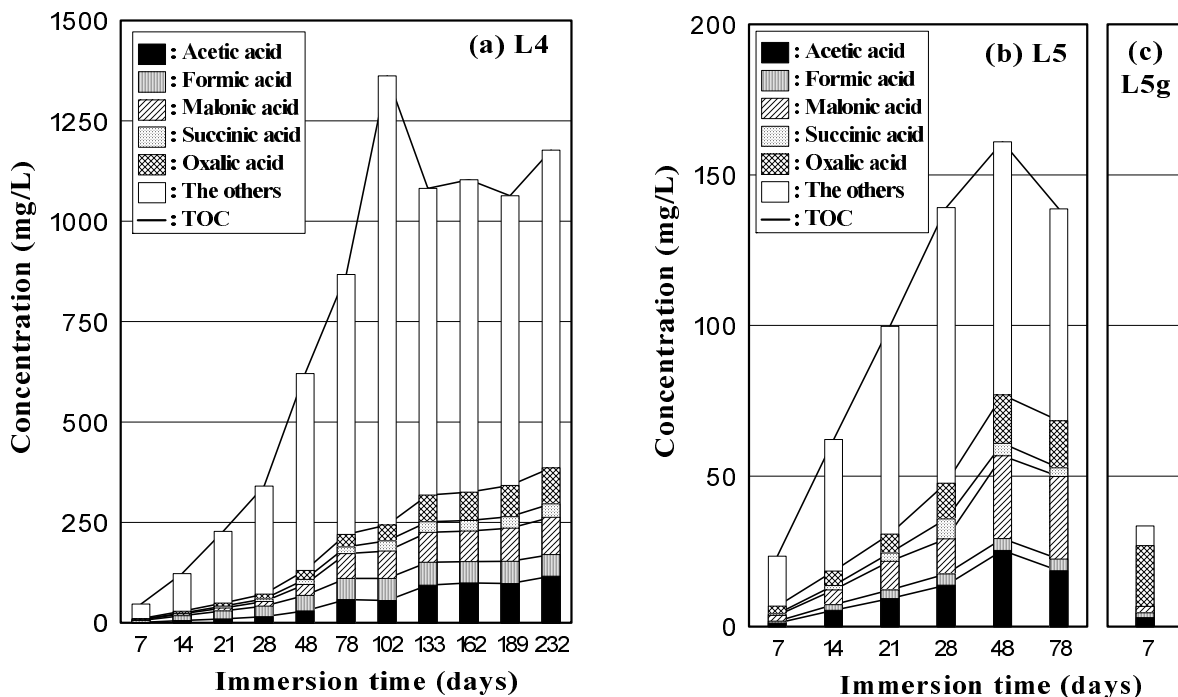 1500
1250
1000
750
500
250
0
Concentration (mg/L)
(a) L4
: Acetic acid
: Formic acid
: Malonic acid
: Succinic acid
: Oxalic acid
: The others
: TOC
7 14 21 28 48 78 102 133 162 189 232
Immersion time (days)
200
150
100
50
0
Concentration (mg/L)
(b) L5
: Acetic acid
: Formic acid
: Malonic acid
: Succinic acid
: Oxalic acid
: The others
: TOC
7 14 21 28 48 78
(c)
L5g
7
Immersion time (days)